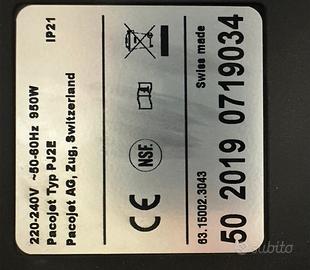 220-240V ~50-60Hz 950W IP21
Pacojet Typ PJ2E
Pacojet AG, Zug, Switzerland
NSF.
CE
63.15002.3043 Swiss made
50 2019 0719034
subito